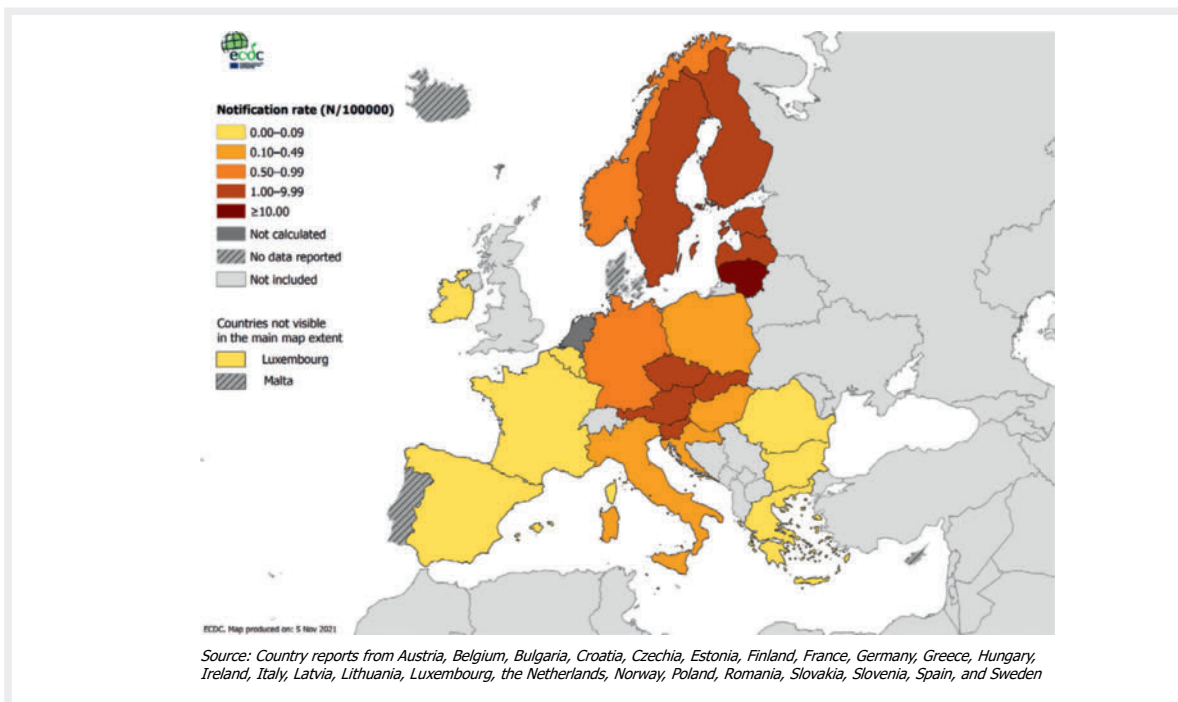 ecdc
Notification rate (N/100000)
0.00–0.09
0.10–0.49
0.50–0.99
1.00–9.99
≥10.00
Not calculated
No data reported
Not included
Countries not visible
in the main map extent
Luxembourg
Malta
ECDC. Map produced on: 5 Nov 2021
Source: Country reports from Austria, Belgium, Bulgaria, Croatia, Czechia, Estonia, Finland, France, Germany, Greece, Hungary,
Ireland, Italy, Latvia, Lithuania, Luxembourg, the Netherlands, Norway, Poland, Romania, Slovakia, Slovenia, Spain, and Sweden